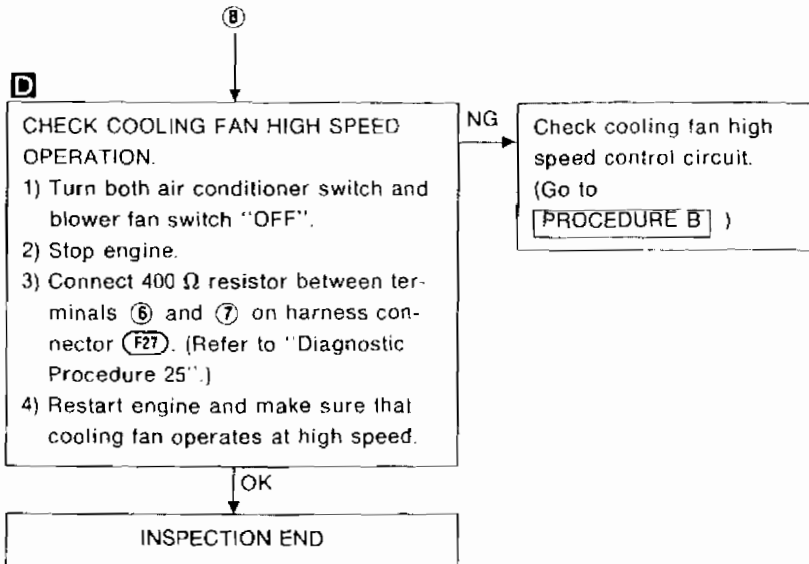 Ⓑ
D
CHECK COOLING FAN HIGH SPEED
OPERATION.
1) Turn both air conditioner switch and
blower fan switch "OFF".
2) Stop engine.
3) Connect 400 Ω resistor between ter-
minals ⑥ and ⑦ on harness con-
nector F27. (Refer to "Diagnostic
Procedure 25".)
4) Restart engine and make sure that
cooling fan operates at high speed.
NG
Check cooling fan high
speed control circuit.
(Go to
PROCEDURE B )
OK
INSPECTION END